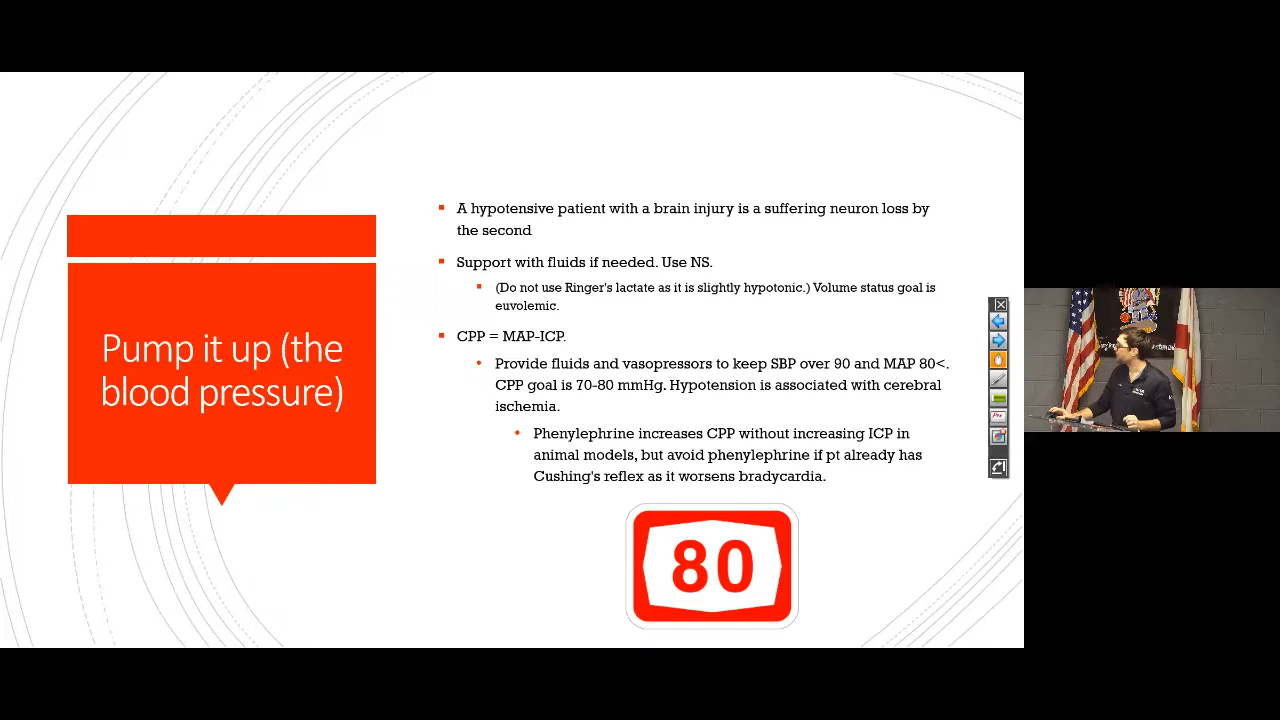 Pump it up (the
blood pressure)
A hypotensive patient with a brain injury is a suffering neuron loss by
the second
Support with fluids if needed. Use NS.
(Do not use Ringer's lactate as it is slightly hypotonic.) Volume status goal is
euvolemic.
CPP = MAP-ICP.
Provide fluids and vasopressors to keep SBP over 90 and MAP 80<.
CPP goal is 70-80 mmHg. Hypotension is associated with cerebral
ischemia.
Phenylephrine increases CPP without increasing ICP in
animal models, but avoid phenylephrine if pt already has
Cushing's reflex as it worsens bradycardia.
80